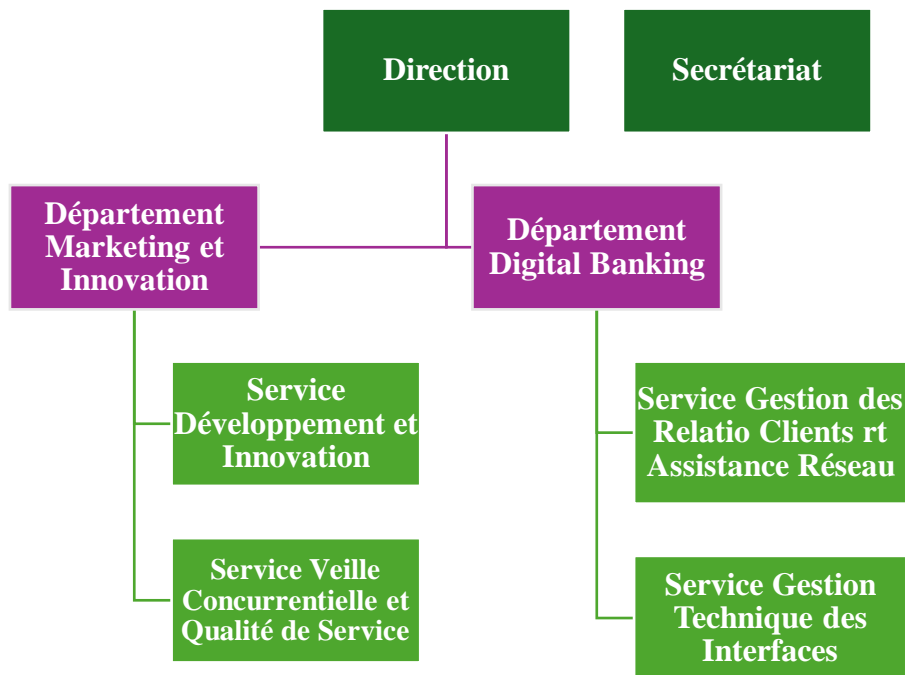 Direction
Secrétariat
Département
Marketing et
Innovation
Département
Digital Banking
Service
Développement et
Innovation
Service Gestion des
Relatio Clients rt
Assistance Réseau
Service Veille
Concurrentielle et
Qualité de Service
Service Gestion
Technique des
Interfaces